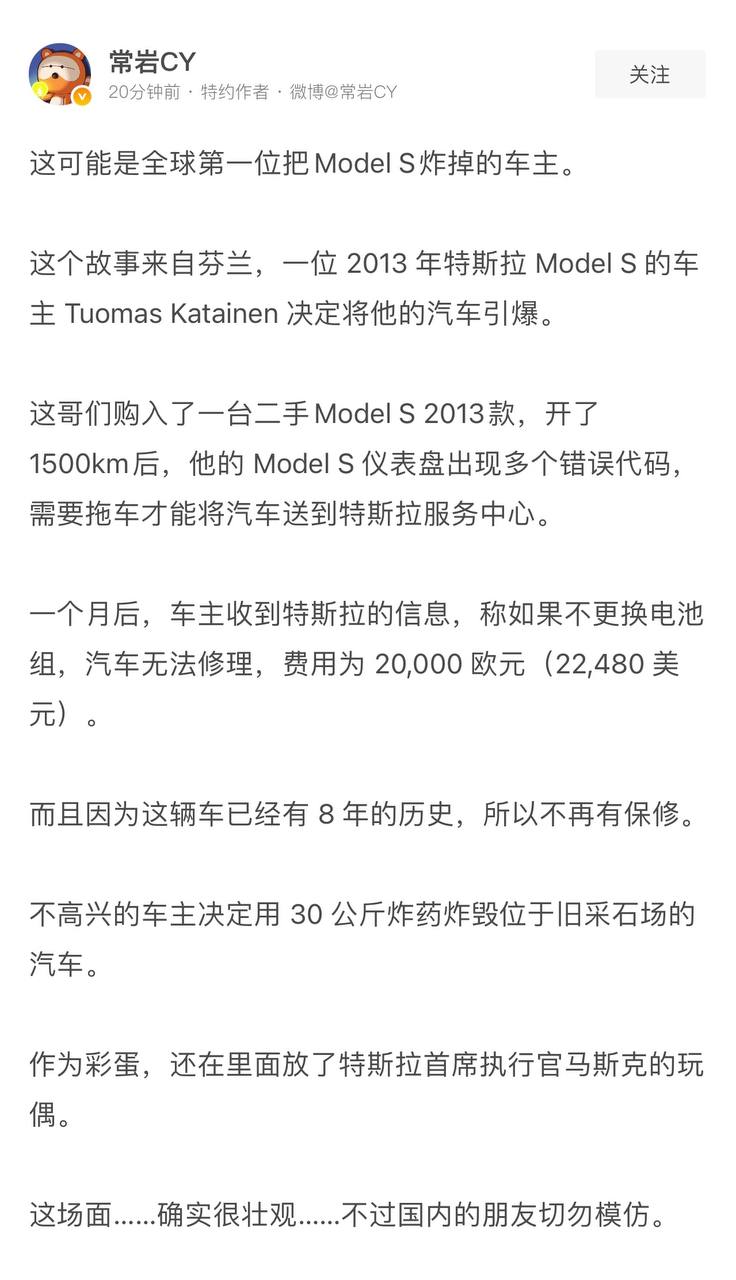 常岩CY
20分钟前 · 特约作者 · 微博@常岩CY
关注
这可能是全球第一位把Model S炸掉的车主。
这个故事来自芬兰，一位 2013 年特斯拉 Model S 的车
主 Tuomas Katainen 决定将他的汽车引爆。
这哥们购入了一台二手Model S 2013款，开了
1500km后，他的 Model S 仪表盘出现多个错误代码，
需要拖车才能将汽车送到特斯拉服务中心。
一个月后，车主收到特斯拉的信息，称如果不更换电池
组，汽车无法修理，费用为 20,000 欧元（22,480 美
元）。
而且因为这辆车已经有 8 年的历史，所以不再有保修。
不高兴的车主决定用 30 公斤炸药炸毁位于旧采石场的
汽车。
作为彩蛋，还在里面放了特斯拉首席执行官马斯克的玩
偶。
这场面……确实很壮观……不过国内的朋友切勿模仿。